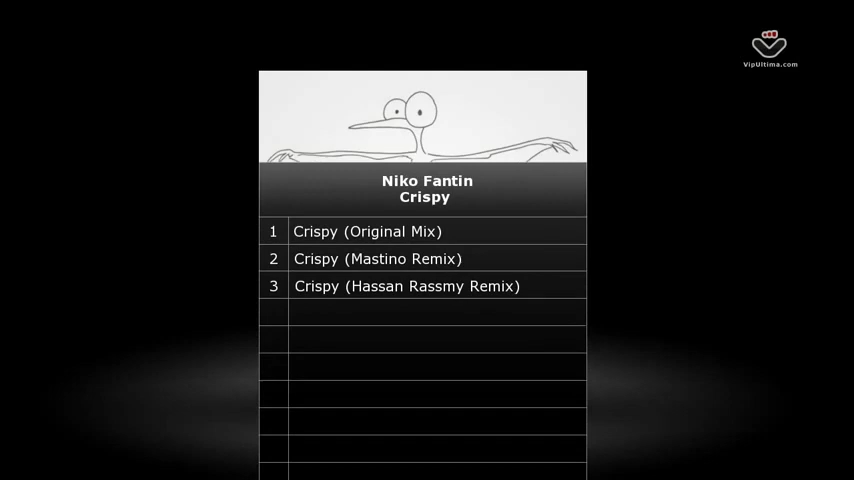 VipUltima.com
Niko Fantin
Crispy
1 Crispy (Original Mix)
2 Crispy (Mastino Remix)
3 Crispy (Hassan Rassmy Remix)